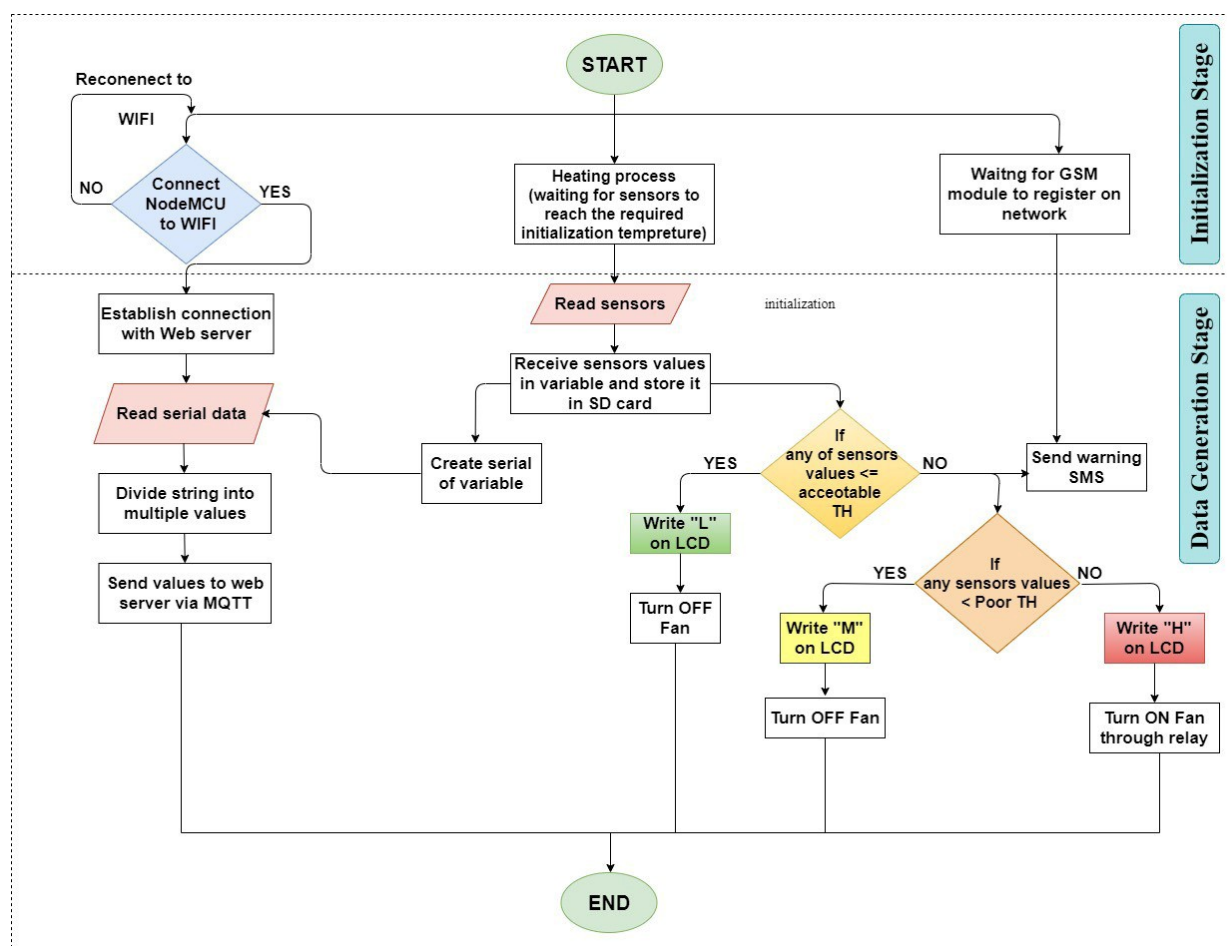 START
Initialization Stage
Reconenect to
WIFI
Connect
NodeMCU
to WIFI
NO
YES
Heating process
(waiting for sensors to
reach the required
initialization tempreture)
Waitng for GSM
module to register on
network
Data Generation Stage
Establish connection
with Web server
Read sensors
initialization
Receive sensors values
in variable and store it
in SD card
Read serial data
Create serial
of variable
If
any of sensors
values <=
acceotable
TH
YES
NO
Send warning
SMS
Divide string into
multiple values
Write "L"
on LCD
If
any sensors values
< Poor TH
YES
NO
Send values to web
server via MQTT
Turn OFF
Fan
Write "M"
on LCD
Write "H"
on LCD
Turn OFF Fan
Turn ON Fan
through relay
END